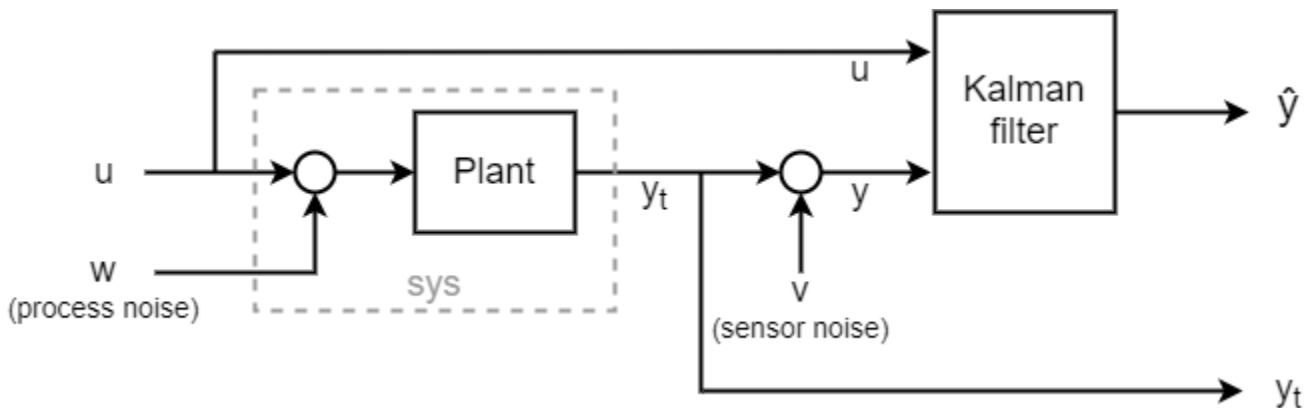 u
Kalman
filter
ŷ
u
Plant
yₜ
y
w
(process noise)
sys
v
(sensor noise)
yₜ